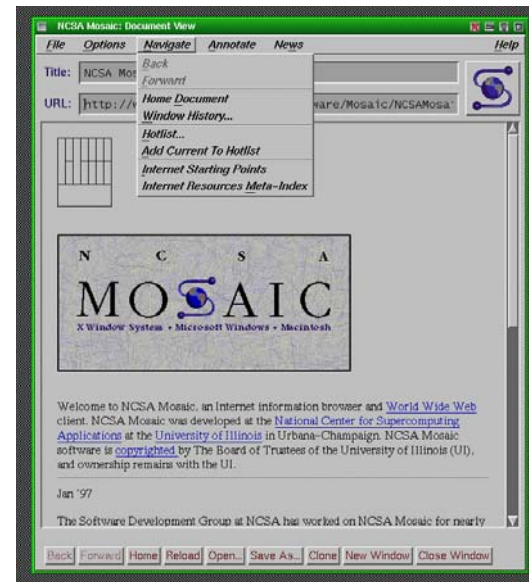 NCSA Mosaic: Document View
File Options Navigate Annotate News Help
Back
Forward
Home Document
Window History...
Hotlist...
Add Current To Hotlist
Internet Starting Points
Internet Resources Meta-Index
Title: NCSA Mos
URL: http://w ware/Mosaic/NCSAMosa
N C S A
MOSAIC
X Window System • Microsoft Windows • Macintosh
Welcome to NCSA Mosaic, an Internet information browser and World Wide Web
client. NCSA Mosaic was developed at the National Center for Supercomputing
Applications at the University of Illinois in Urbana-Champaign. NCSA Mosaic
software is copyrighted by The Board of Trustees of the University of Illinois (UI),
and ownership remains with the UI.
Jan '97
The Software Development Group at NCSA has worked on NCSA Mosaic for nearly
Back Forward Home Reload Open... Save As... Clone New Window Close Window